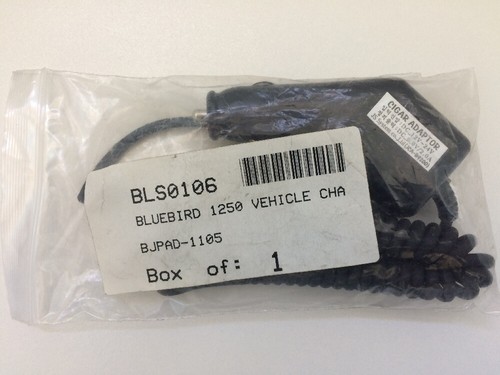 BLS0106
BLUEBIRD 1250 VEHICLE CHA
BJPAD-1105
Box of: 1
CIGAR ADAPTOR